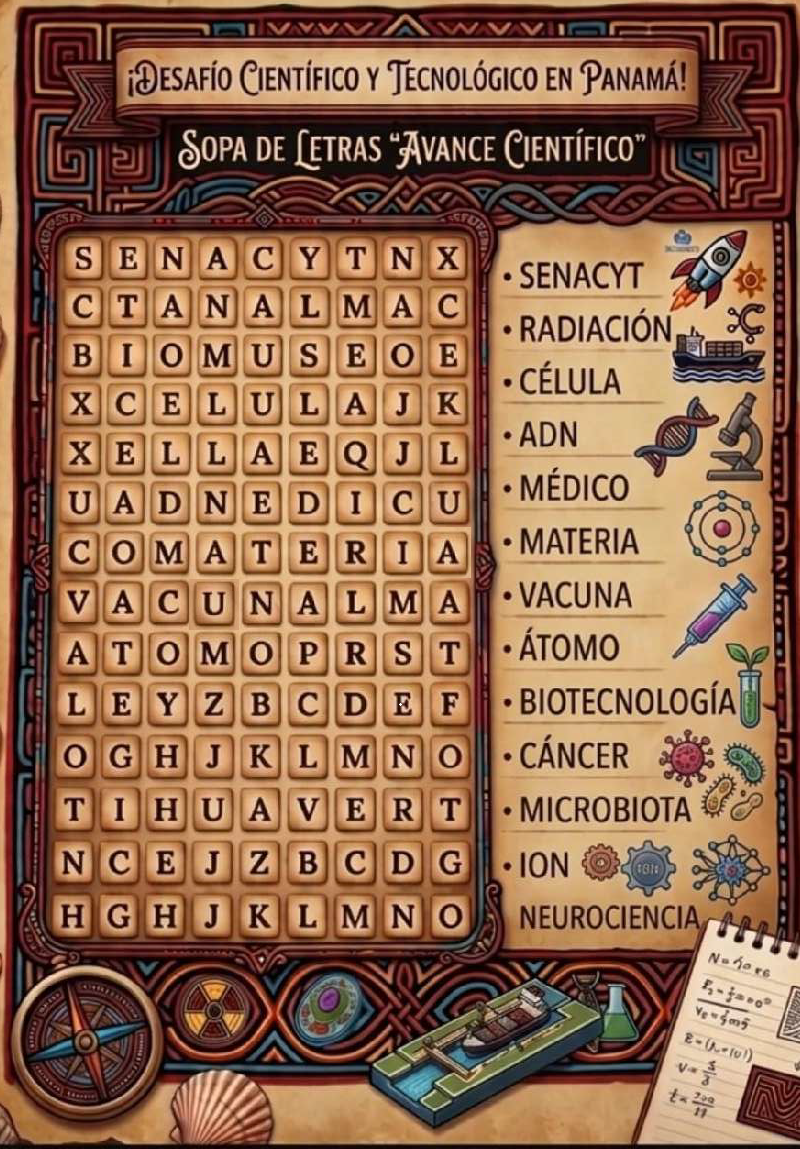 ¡DESAFÍO CIENTÍFICO Y TECNOLÓGICO EN PANAMÁ!
SOPA DE LETRAS “AVANCE CIENTÍFICO”
S E N A C Y T N X
C T A N A L M A C
B I O M U S E O E
X C E L U L A J K
X E L L A E Q J L
U A D N E D I C U
C O M A T E R I A
V A C U N A L M A
A T O M O P R S T
L E Y Z B C D E F
O G H J K L M N O
T I H U A V E R T
N C E J Z B C D G
H G H J K L M N O
• SENACYT
• RADIACIÓN
• CÉLULA
• ADN
• MÉDICO
• MATERIA
• VACUNA
• ÁTOMO
• BIOTECNOLOGÍA
• CÁNCER
• MICROBIOTA
• ION
NEUROCIENCIA